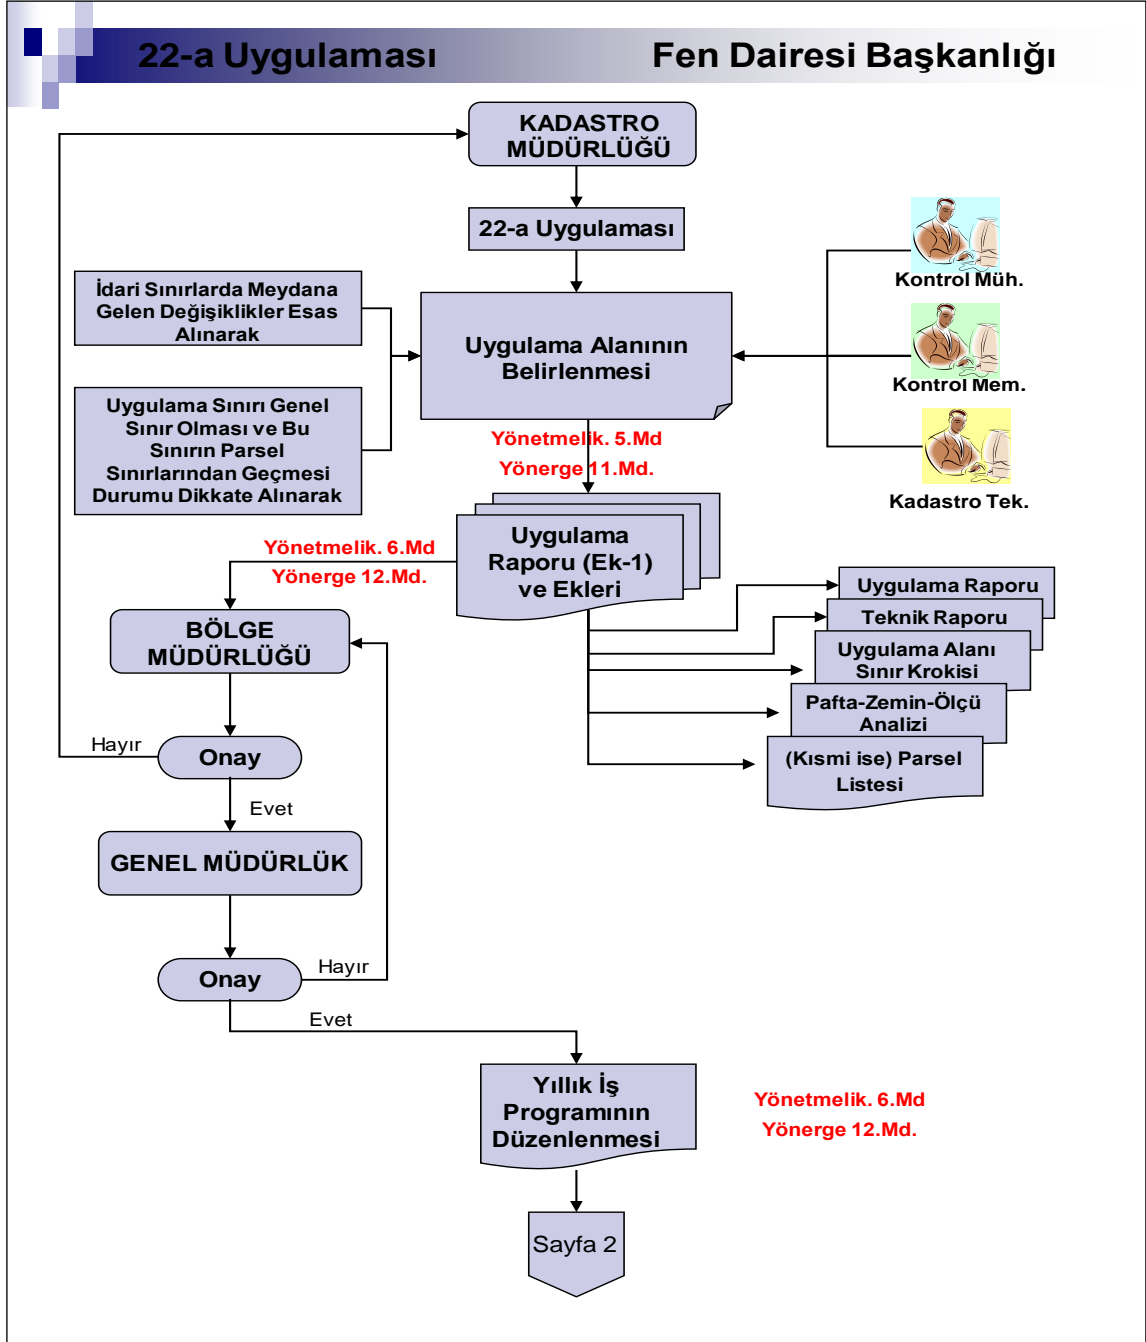 22-a Uygulaması Fen Dairesi Başkanlığı
KADASTRO
MÜDÜRLÜĞÜ
22-a Uygulaması
İdari Sınırlarda Meydana
Gelen Değişiklikler Esas
Alınarak
Uygulama Sınırı Genel
Sınır Olması ve Bu
Sınırın Parsel
Sınırlarından Geçmesi
Durumu Dikkate Alınarak
Uygulama Alanının
Belirlenmesi
Kontrol Müh.
Kontrol Mem.
Kadastro Tek.
Yönetmelik. 5.Md
Yönerge 11.Md.
Uygulama
Raporu (Ek-1)
ve Ekleri
Yönetmelik. 6.Md
Yönerge 12.Md.
Uygulama Raporu
Teknik Raporu
Uygulama Alanı
Sınır Krokisi
Pafta-Zemin-Ölçü
Analizi
(Kısmi ise) Parsel
Listesi
BÖLGE
MÜDÜRLÜĞÜ
Hayır
Onay
Evet
GENEL MÜDÜRLÜK
Onay
Hayır
Evet
Yıllık İş
Programının
Düzenlenmesi
Yönetmelik. 6.Md
Yönerge 12.Md.
Sayfa 2